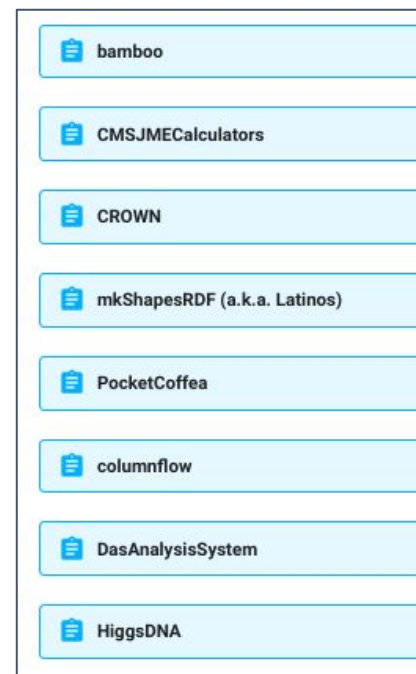 bamboo
CMSJMECalculators
CROWN
mkShapesRDF (a.k.a. Latinos)
PocketCoffea
columnflow
DasAnalysisSystem
HiggsDNA